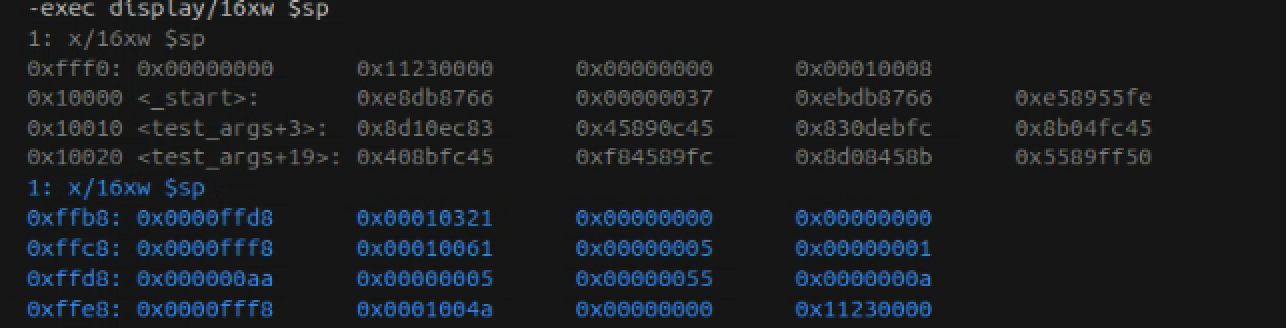 -exec display/16xw $sp
1: x/16xw $sp
0xfff0: 0x00000000 0x11230000 0x00000000 0x00010008
0x10000 <_start>: 0xe8db8766 0x00000037 0xebdb8766 0xe58955fe
0x10010 <test_args+3>: 0x8d10ec83 0x45890c45 0x830debfc 0x8b04fc45
0x10020 <test_args+19>: 0x408bfc45 0xf84589fc 0x8d08458b 0x5589ff50
1: x/16xw $sp
0xffb8: 0x0000ffd8 0x00010321 0x00000000 0x00000000
0xffc8: 0x0000fff8 0x00010061 0x00000005 0x00000001
0xffd8: 0x000000aa 0x00000005 0x00000055 0x0000000a
0xffe8: 0x0000fff8 0x0001004a 0x00000000 0x11230000